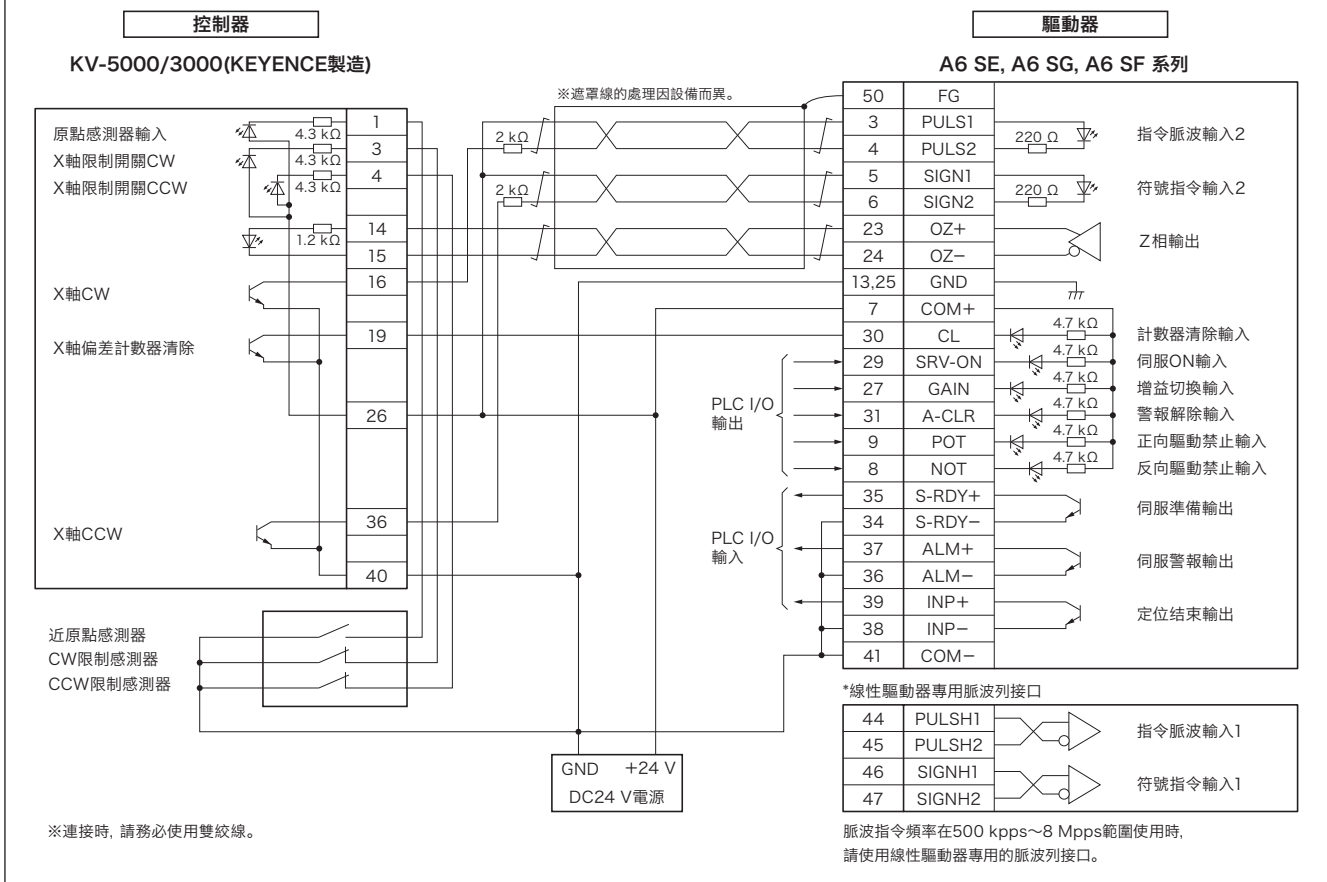 控制器
驅動器
KV-5000/3000(KEYENCE製造)
A6 SE, A6 SG, A6 SF 系列
※遮罩線的處理因設備而異。
原點感測器輸入
4.3 kΩ
1
X軸限制開關CW
4.3 kΩ
3
X軸限制開關CCW
4.3 kΩ
4
1.2 kΩ
14
15
X軸CW
16
X軸偏差計數器清除
19
26
X軸CCW
36
40
2 kΩ
2 kΩ
50 FG
3 PULS1
4 PULS2
220 Ω
指令脈波輸入2
5 SIGN1
6 SIGN2
220 Ω
符號指令輸入2
23 OZ+
24 OZ−
Z相輸出
13,25 GND
7 COM+
30 CL 4.7 kΩ 計數器清除輸入
29 SRV-ON 4.7 kΩ 伺服ON輸入
27 GAIN 4.7 kΩ 增益切換輸入
31 A-CLR 4.7 kΩ 警報解除輸入
9 POT 4.7 kΩ 正向驅動禁止輸入
8 NOT 4.7 kΩ 反向驅動禁止輸入
PLC I/O
輸出
35 S-RDY+
34 S-RDY−
伺服準備輸出
37 ALM+
36 ALM−
伺服警報輸出
39 INP+
38 INP−
定位结束輸出
41 COM−
PLC I/O
輸入
近原點感測器
CW限制感測器
CCW限制感測器
GND +24 V
DC24 V電源
*線性驅動器專用脈波列接口
44 PULSH1
45 PULSH2
指令脈波輸入1
46 SIGNH1
47 SIGNH2
符號指令輸入1
※連接時, 請務必使用雙絞線。
脈波指令頻率在500 kpps～8 Mpps範圍使用時,
請使用線性驅動器專用的脈波列接口。